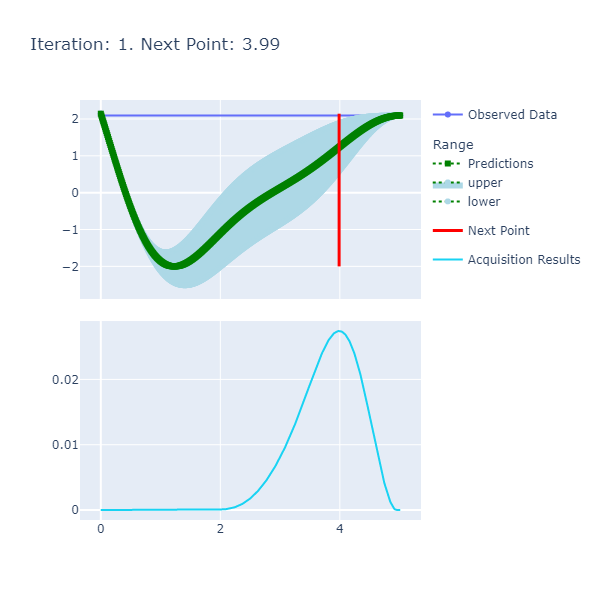 Iteration: 1. Next Point: 3.99
2
1
0
−1
−2
Observed Data
Range
Predictions
upper
lower
Next Point
Acquisition Results
0.02
0.01
0
0
2
4